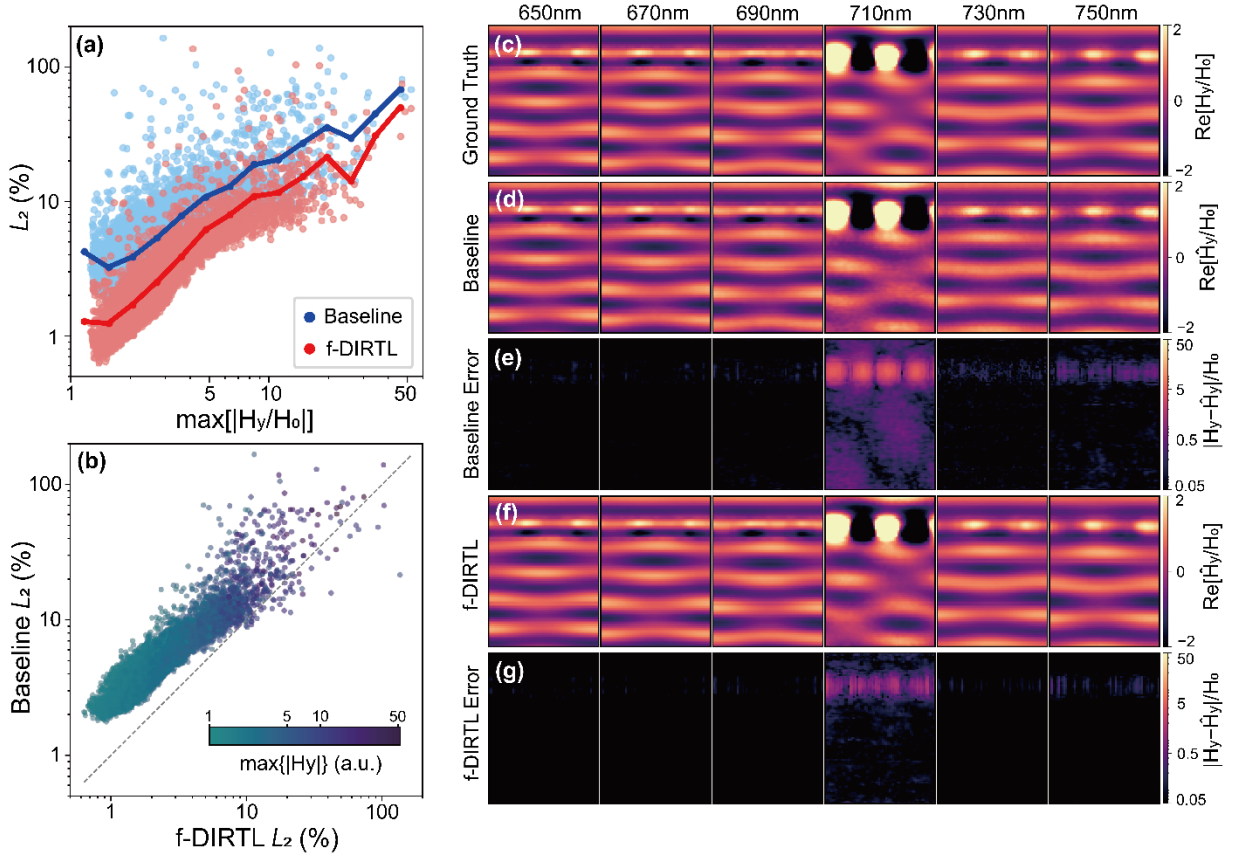 (a)
L₂ (%)
100
10
1
Baseline
f-DIRTL
1
5
10
50
max[|Hy/H₀|]
(b)
Baseline L₂ (%)
100
10
1
1
5
10
50
max{|Hy|} (a.u.)
1
10
100
f-DIRTL L₂ (%)
650nm 670nm 690nm 710nm 730nm 750nm
(c)
Ground Truth
2
0
−2
Re[Hy/H₀]
(d)
Baseline
2
0
−2
Re[Ĥy/H₀]
(e)
Baseline Error
50
5
0.5
0.05
|Hy−Ĥy|/H₀
(f)
f-DIRTL
2
0
−2
Re[Ĥy/H₀]
(g)
f-DIRTL Error
50
5
0.5
0.05
|Hy−Ĥy|/H₀